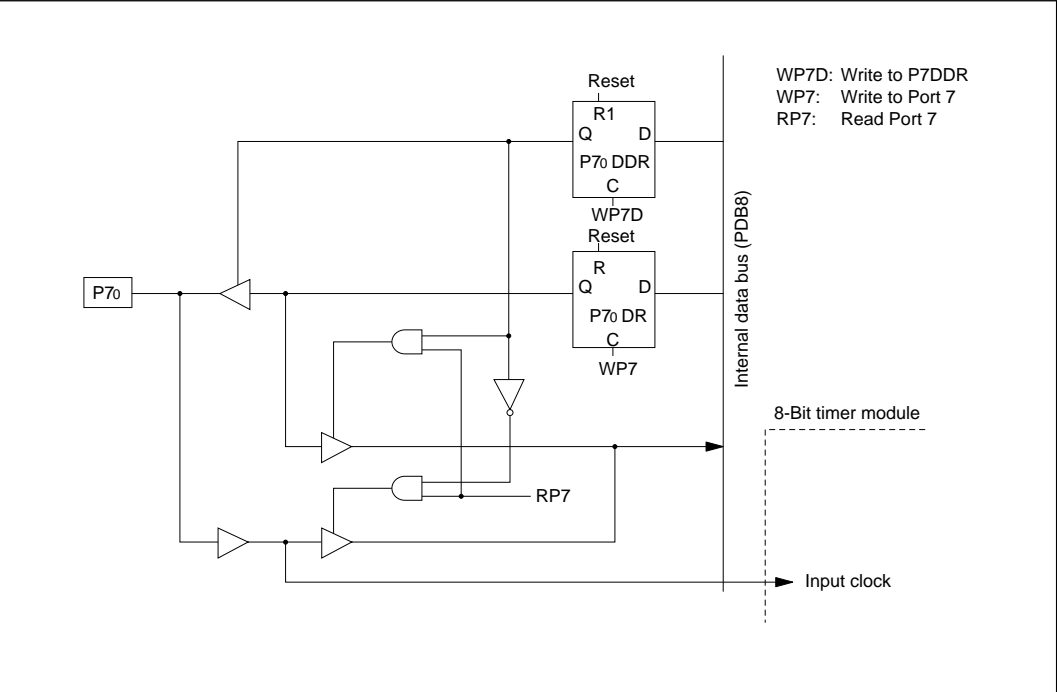 Reset
R1
Q D
P70 DDR
C
WP7D
Reset
R
Q D
P70 DR
C
WP7
P70
RP7
Internal data bus (PDB8)
WP7D: Write to P7DDR
WP7: Write to Port 7
RP7: Read Port 7
8-Bit timer module
Input clock